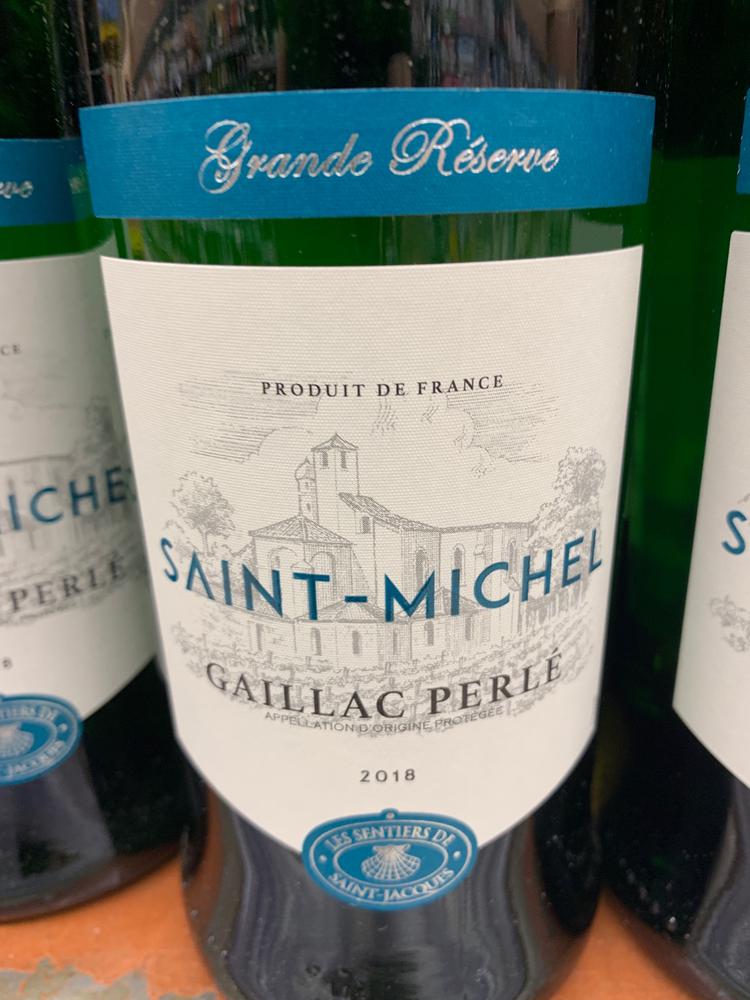 Grande Réserve
PRODUIT DE FRANCE
SAINT-MICHEL
GAILLAC PERLÉ
APPELLATION D'ORIGINE PROTÉGÉE
2018
LES SENTIERS DE
SAINT-JACQUES